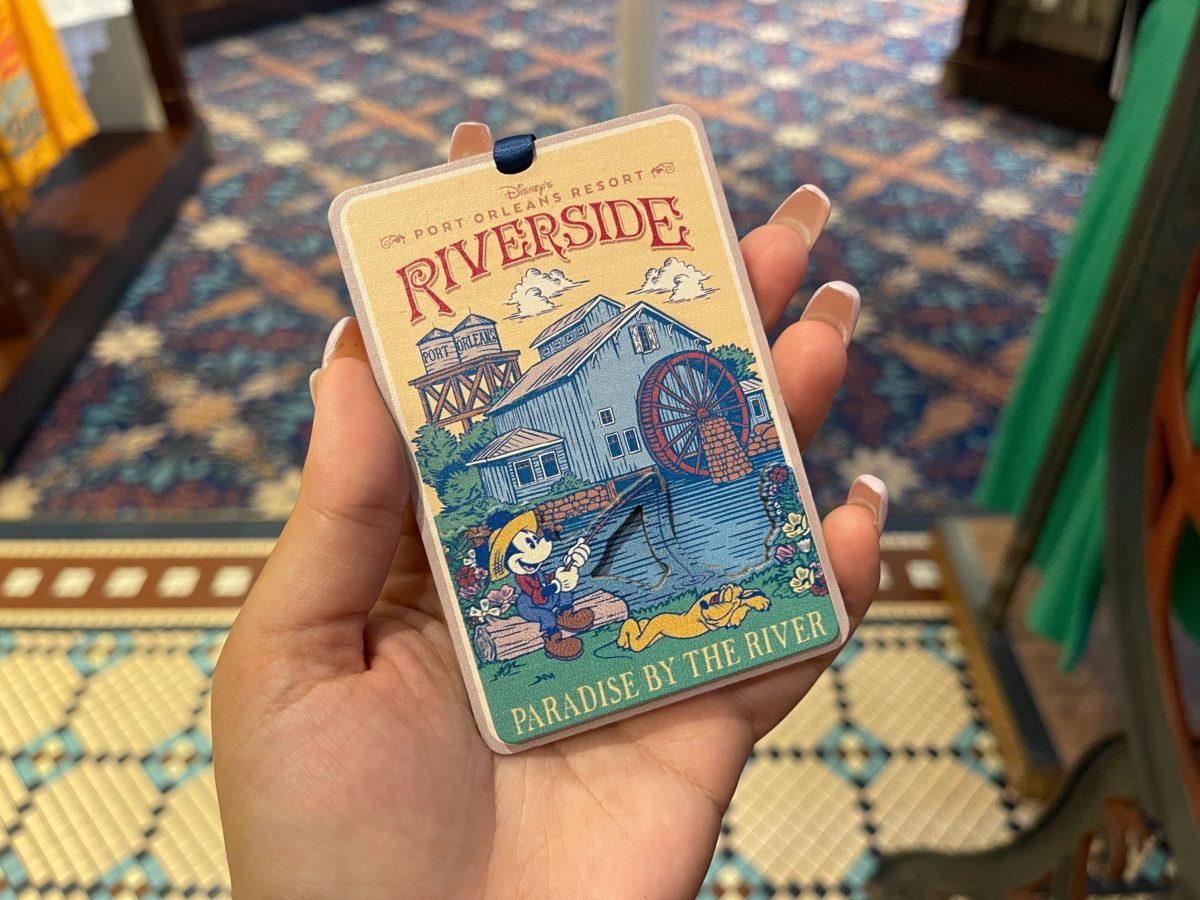 Disney's
PORT ORLEANS RESORT
RIVERSIDE
PORT ORLEANS
PARADISE BY THE RIVER